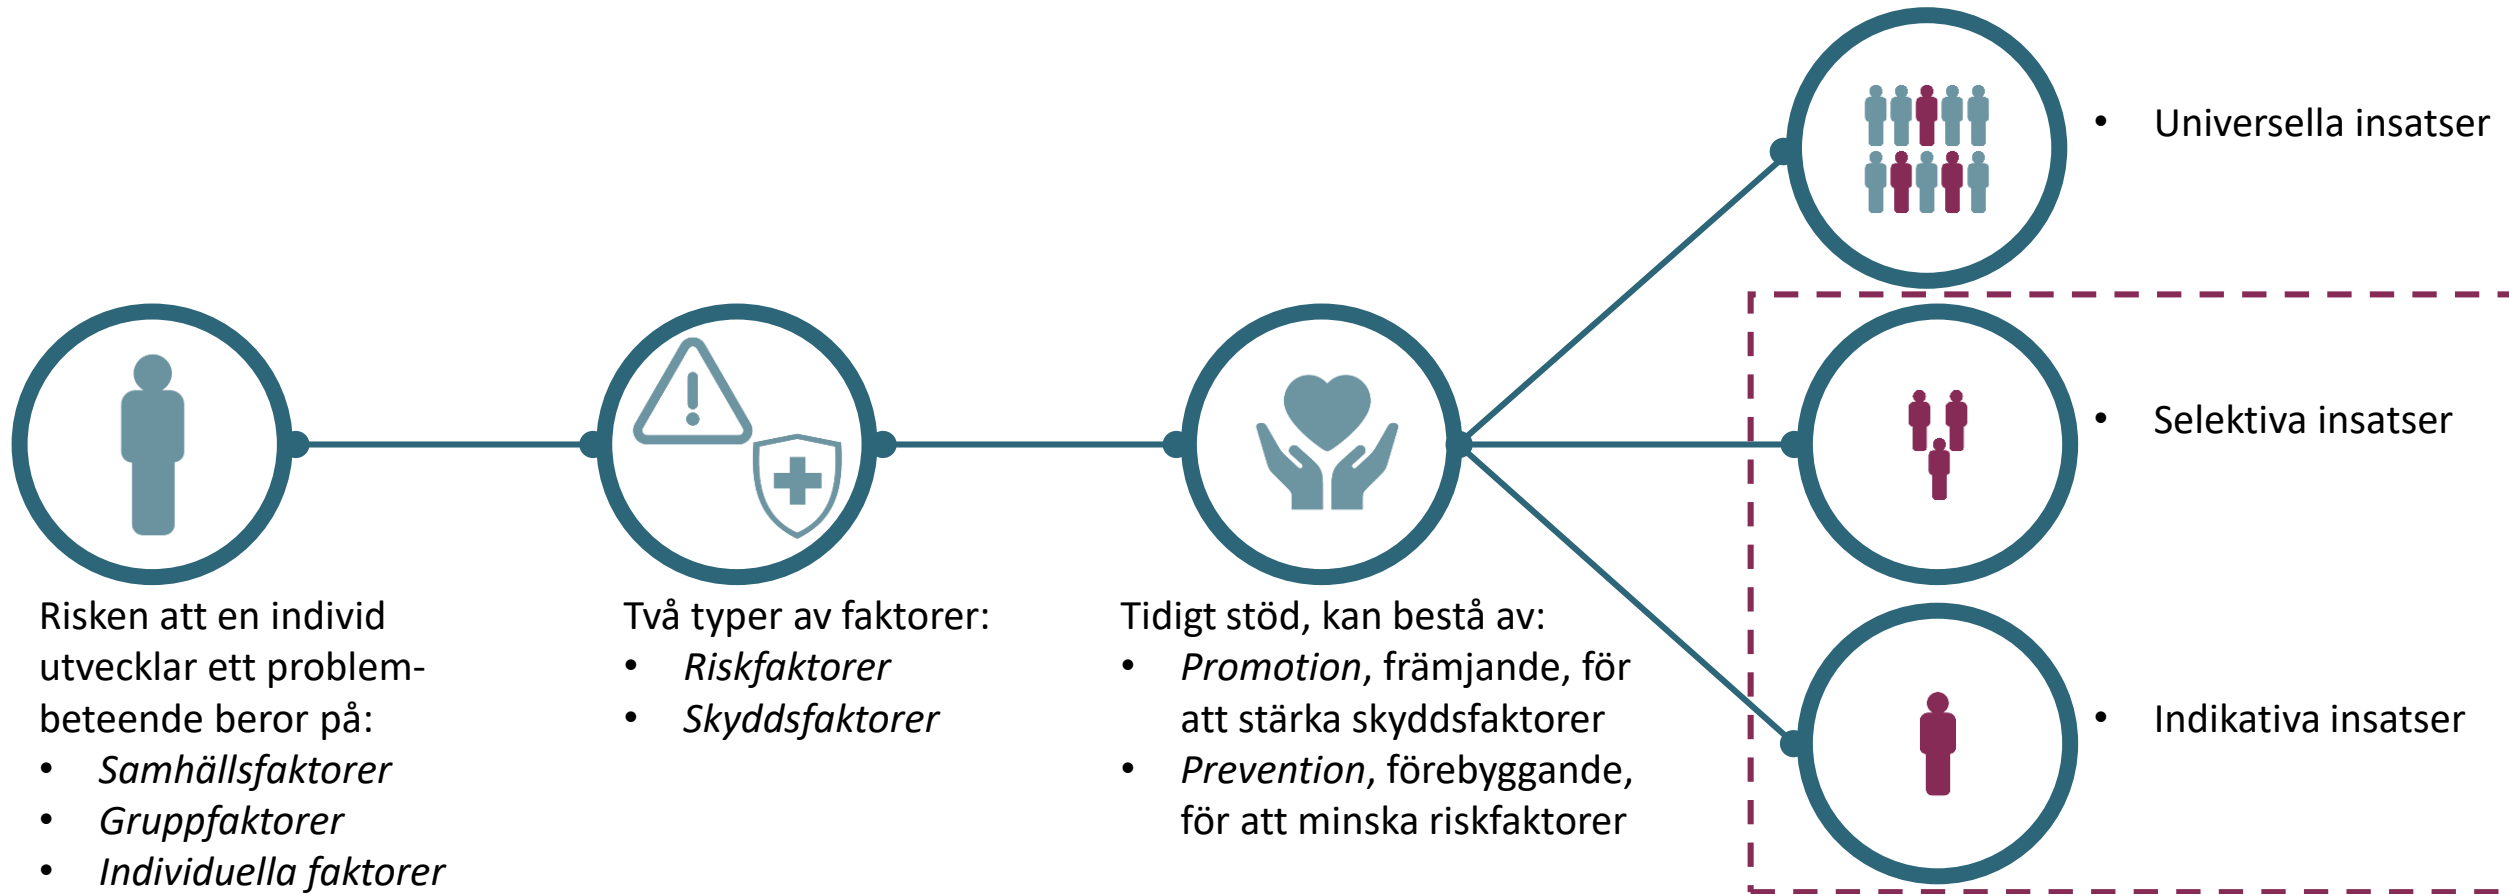 Risken att en individ
utvecklar ett problem-
beteende beror på:
• Samhällsfaktorer
• Gruppfaktorer
• Individuella faktorer
Två typer av faktorer:
• Riskfaktorer
• Skyddsfaktorer
Tidigt stöd, kan bestå av:
• Promotion, främjande, för
att stärka skyddsfaktorer
• Prevention, förebyggande,
för att minska riskfaktorer
• Universella insatser
• Selektiva insatser
• Indikativa insatser